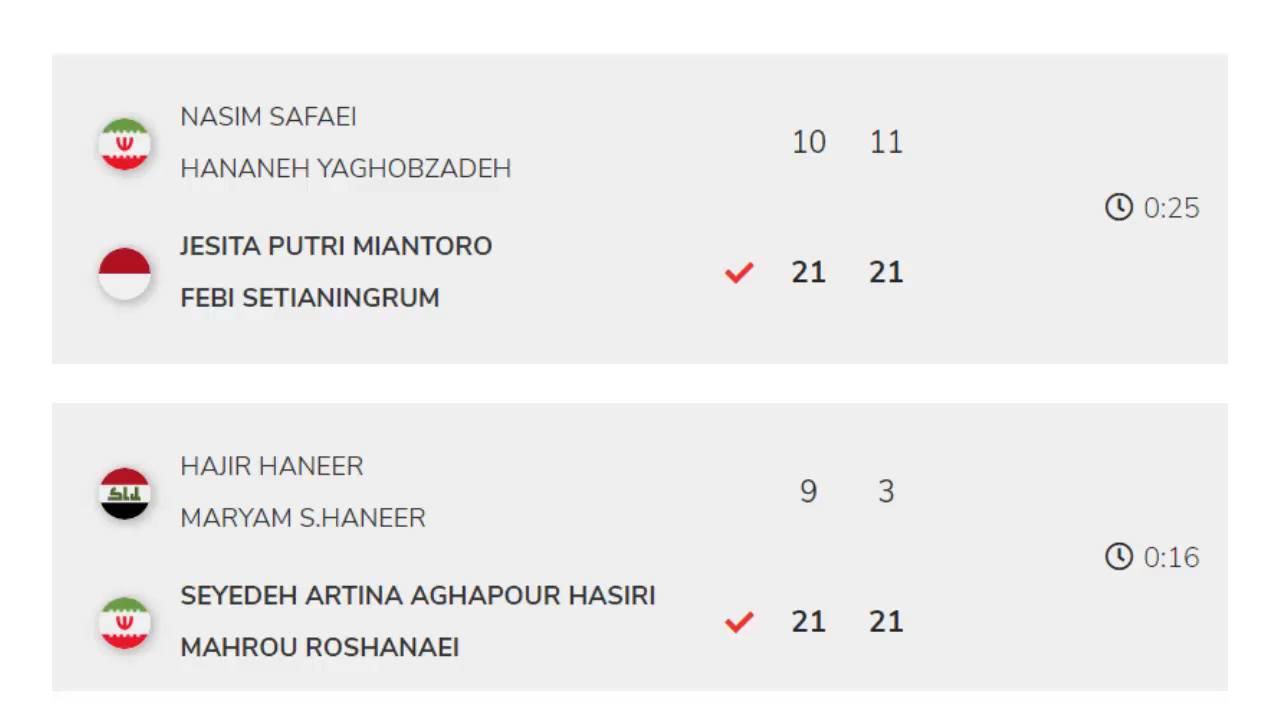 NASIM SAFAEI
HANANEH YAGHOBZADEH
10 11
0:25
JESITA PUTRI MIANTORO
FEBI SETIANINGRUM
21 21
HAJIR HANEER
MARYAM S.HANEER
9 3
0:16
SEYEDEH ARTINA AGHAPOUR HASIRI
MAHROU ROSHANAEI
21 21